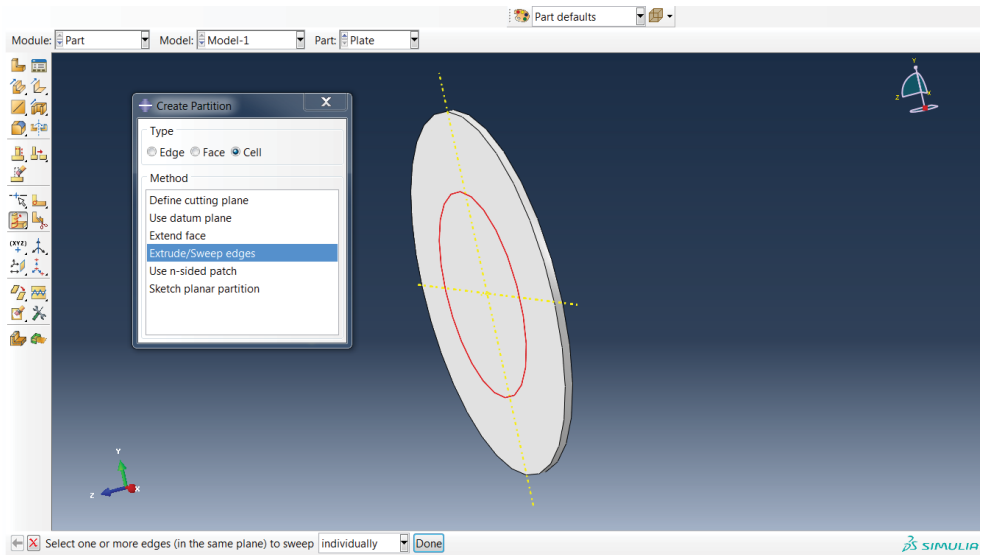 Part defaults
Module: Part Model: Model-1 Part: Plate
Create Partition X
Type
Edge Face Cell
Method
Define cutting plane
Use datum plane
Extend face
Extrude/Sweep edges
Use n-sided patch
Sketch planar partition
Y
Z
X
(XYZ)
Y
Z
X
Select one or more edges (in the same plane) to sweep individually Done
SIMULIA